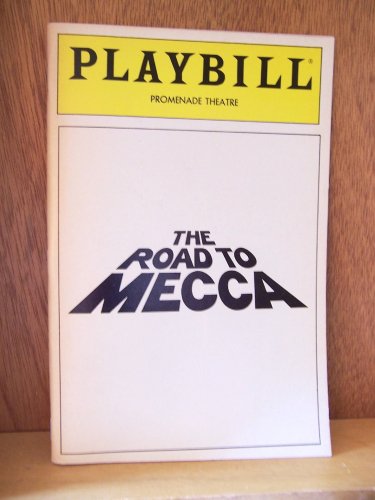 PLAYBILL®
PROMENADE THEATRE
THE
ROAD TO
MECCA